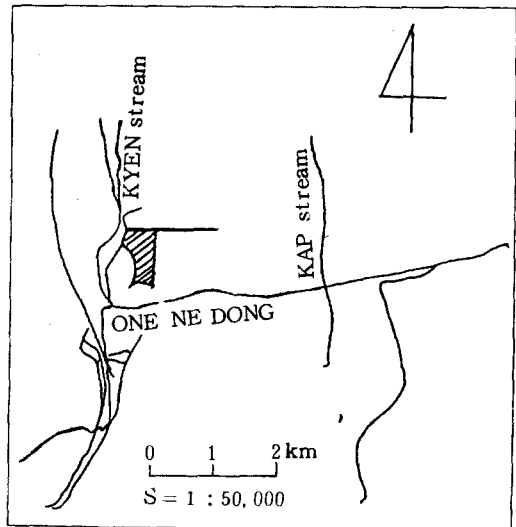 KYEN stream
KAP stream
ONE NE DONG
0 1 2 km
S = 1 : 50,000